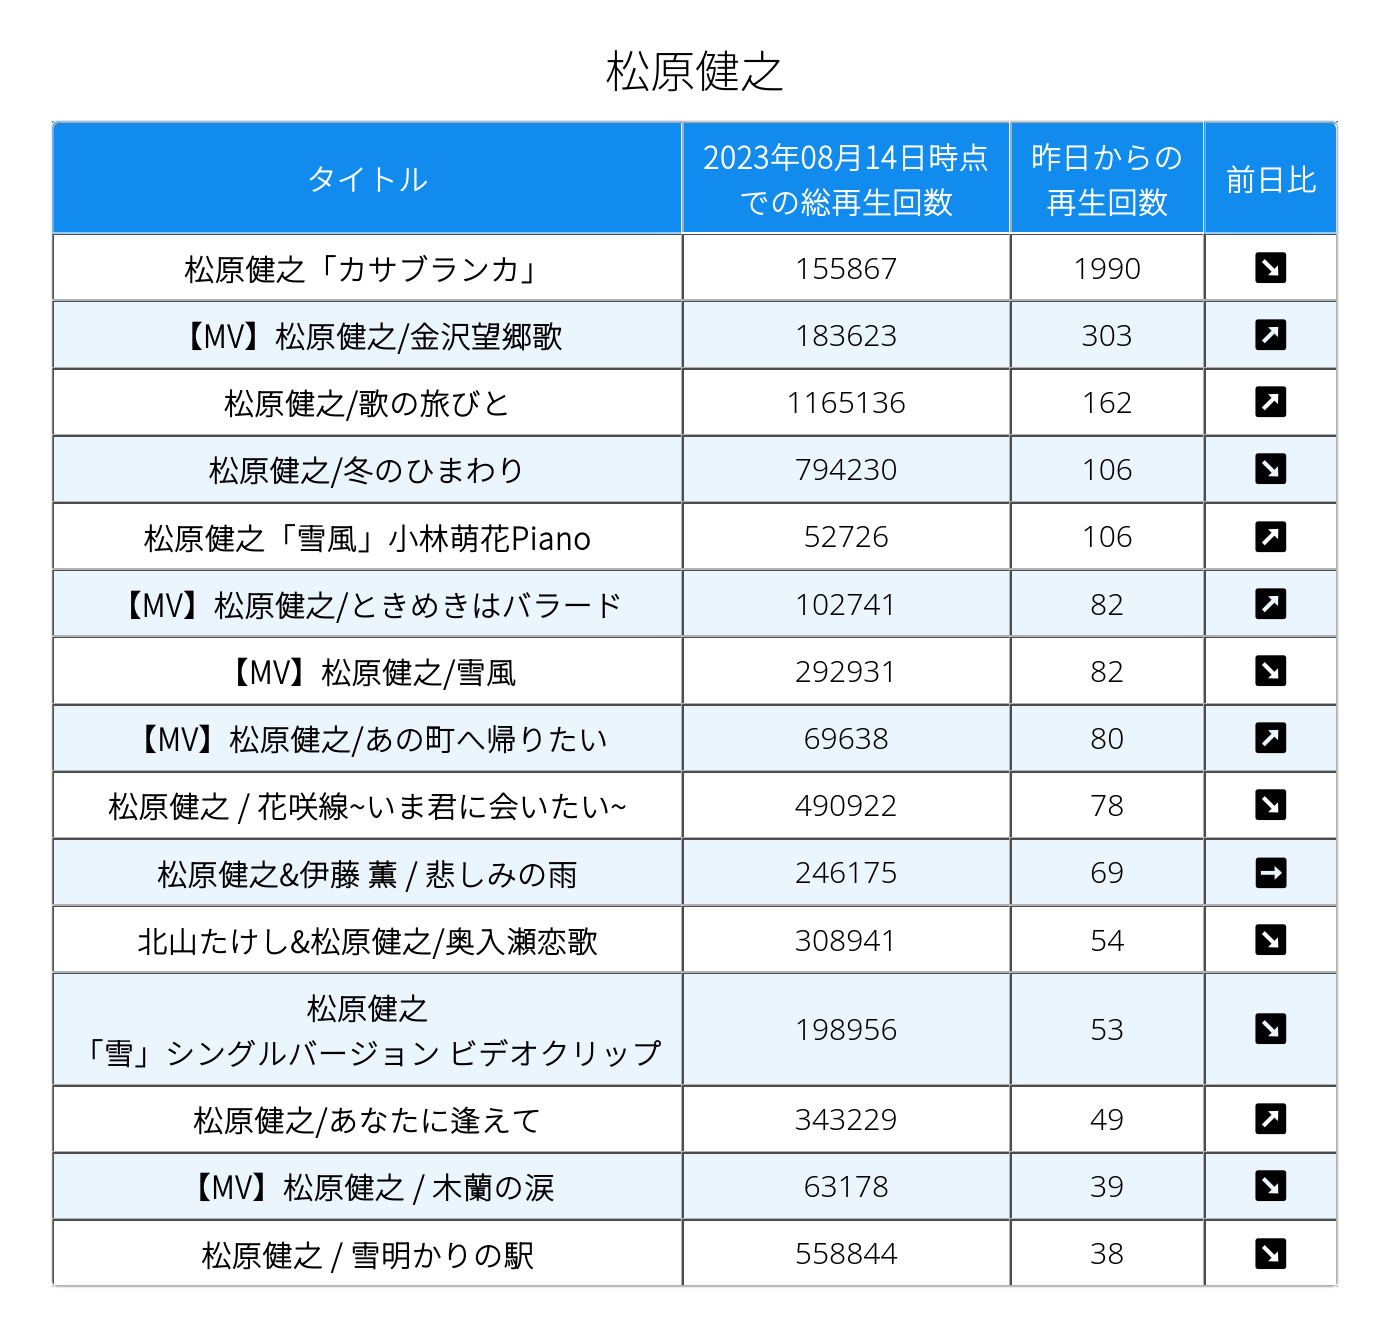 松原健之
タイトル
2023年08月14日時点
での総再生回数
昨日からの
再生回数
前日比
松原健之「カサブランカ」 155867 1990 ↘
【MV】松原健之/金沢望郷歌 183623 303 ↗
松原健之/歌の旅びと 1165136 162 ↗
松原健之/冬のひまわり 794230 106 ↘
松原健之「雪風」小林萌花Piano 52726 106 ↗
【MV】松原健之/ときめきはバラード 102741 82 ↗
【MV】松原健之/雪風 292931 82 ↘
【MV】松原健之/あの町へ帰りたい 69638 80 ↗
松原健之 / 花咲線~いま君に会いたい~ 490922 78 ↘
松原健之&伊藤 薫 / 悲しみの雨 246175 69 →
北山たけし&松原健之/奥入瀬恋歌 308941 54 ↘
松原健之
「雪」シングルバージョン ビデオクリップ 198956 53 ↘
松原健之/あなたに逢えて 343229 49 ↗
【MV】松原健之 / 木蘭の涙 63178 39 ↘
松原健之 / 雪明かりの駅 558844 38 ↘